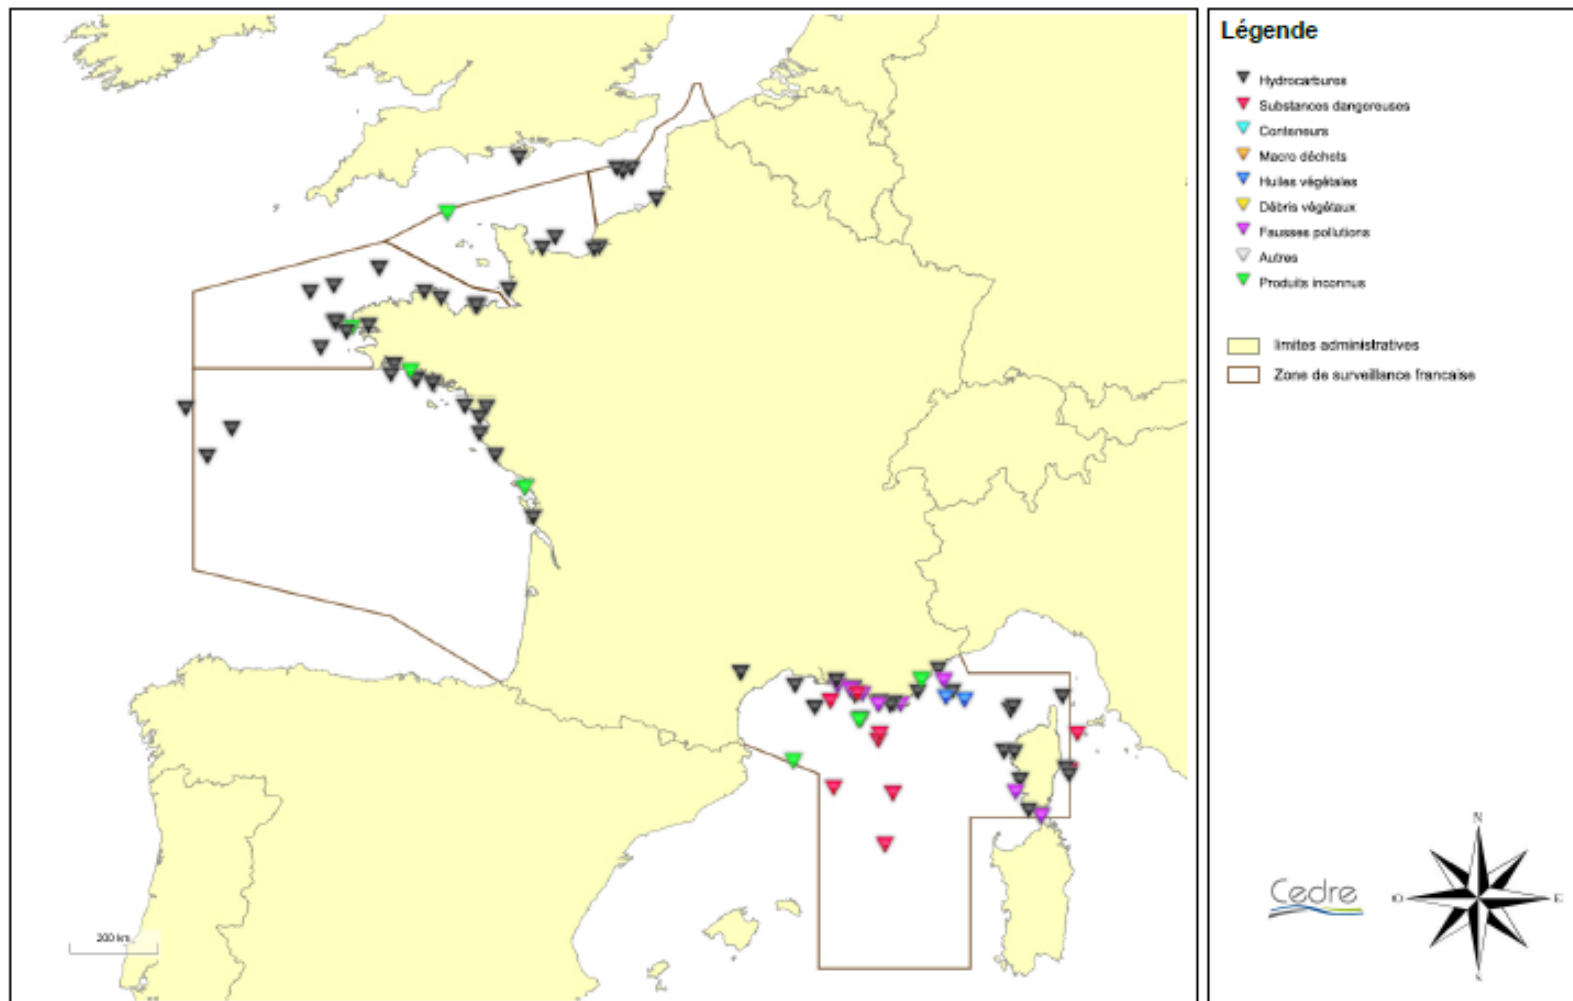 Légende
Hydrocarbures
Substances dangereuses
Conteneurs
Macro déchets
Huiles végétales
Débris végétaux
Fausses pollutions
Autres
Produits inconnus
limites administratives
Zone de surveillance francaise
N
Cedre
O
E
S
200 km